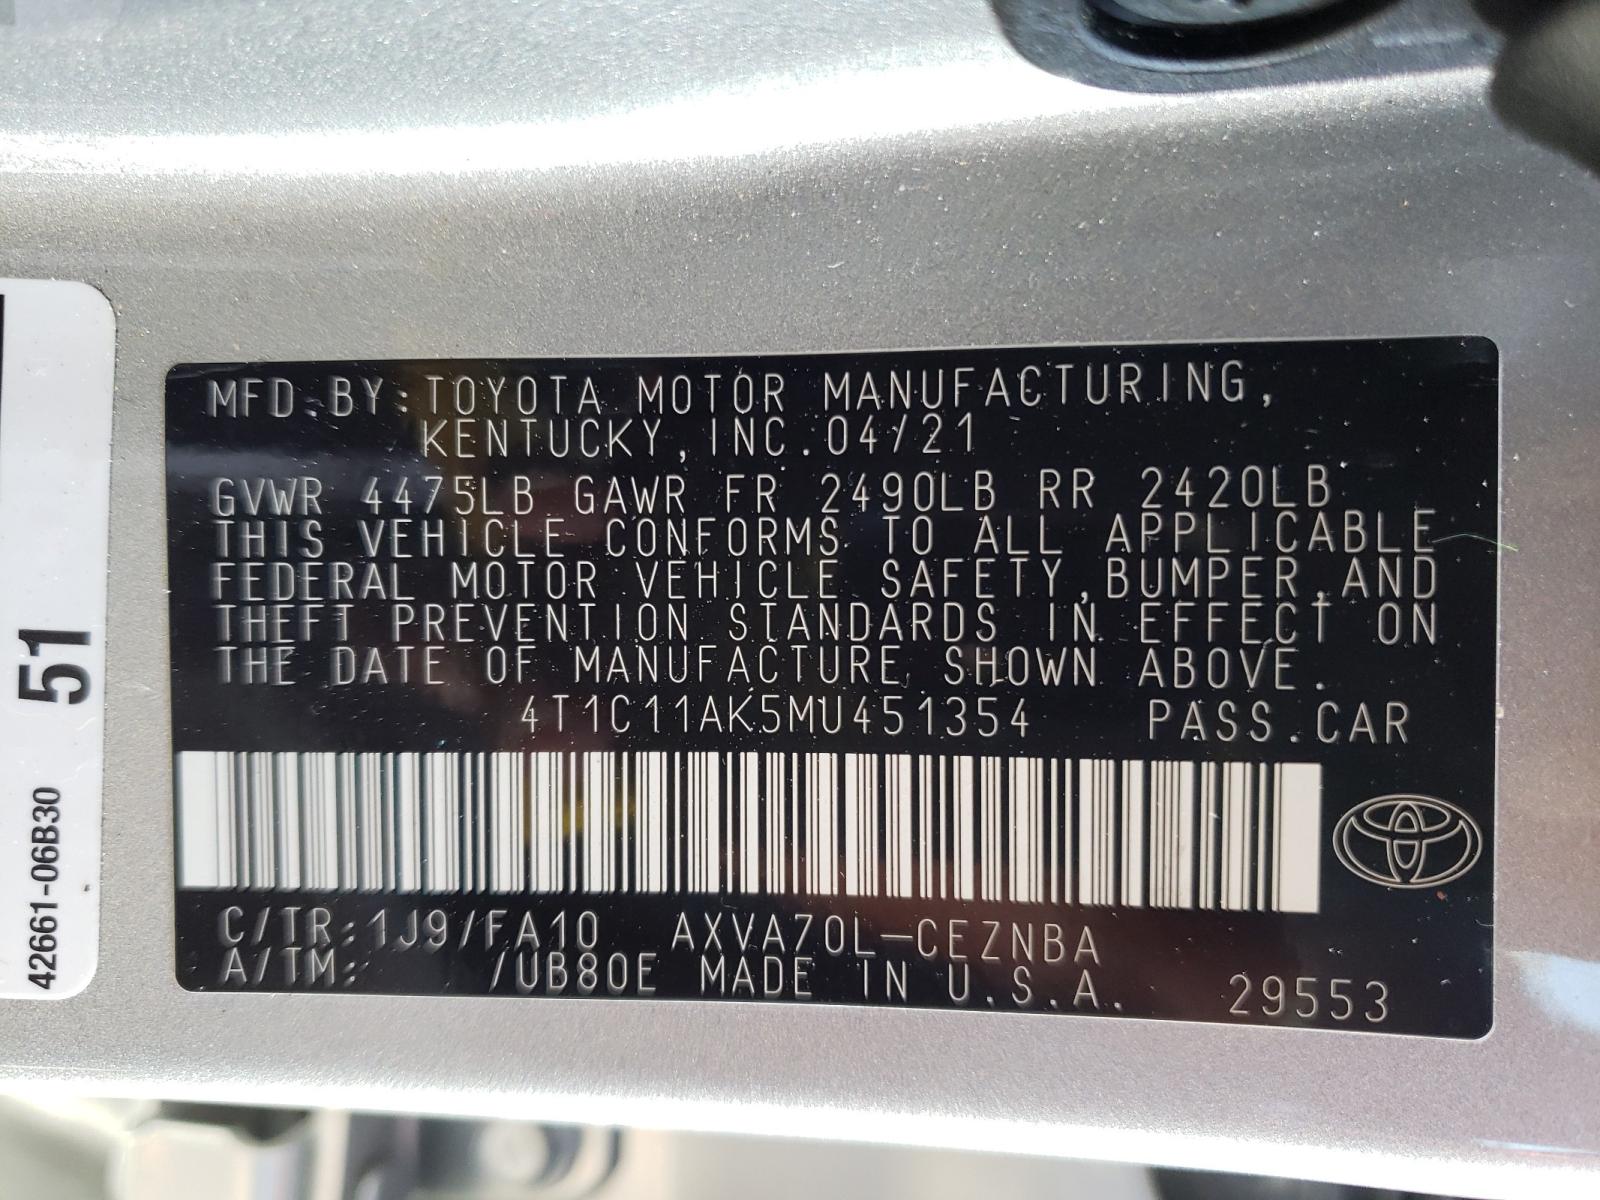 MFD.BY:TOYOTA MOTOR MANUFACTURING,
KENTUCKY,INC.04/21
GVWR 4475LB GAWR FR 2490LB RR 2420LB
THIS VEHICLE CONFORMS TO ALL APPLICABLE
FEDERAL MOTOR VEHICLE SAFETY,BUMPER,AND
THEFT PREVENTION STANDARDS IN EFFECT ON
THE DATE OF MANUFACTURE SHOWN ABOVE.
4T1C11AK5MU451354 PASS.CAR
C/TR:1J9/FA10 AXVA70L-CEZNBA
A/TM: /UB80E MADE IN U.S.A. 29553
51
42661-06B30